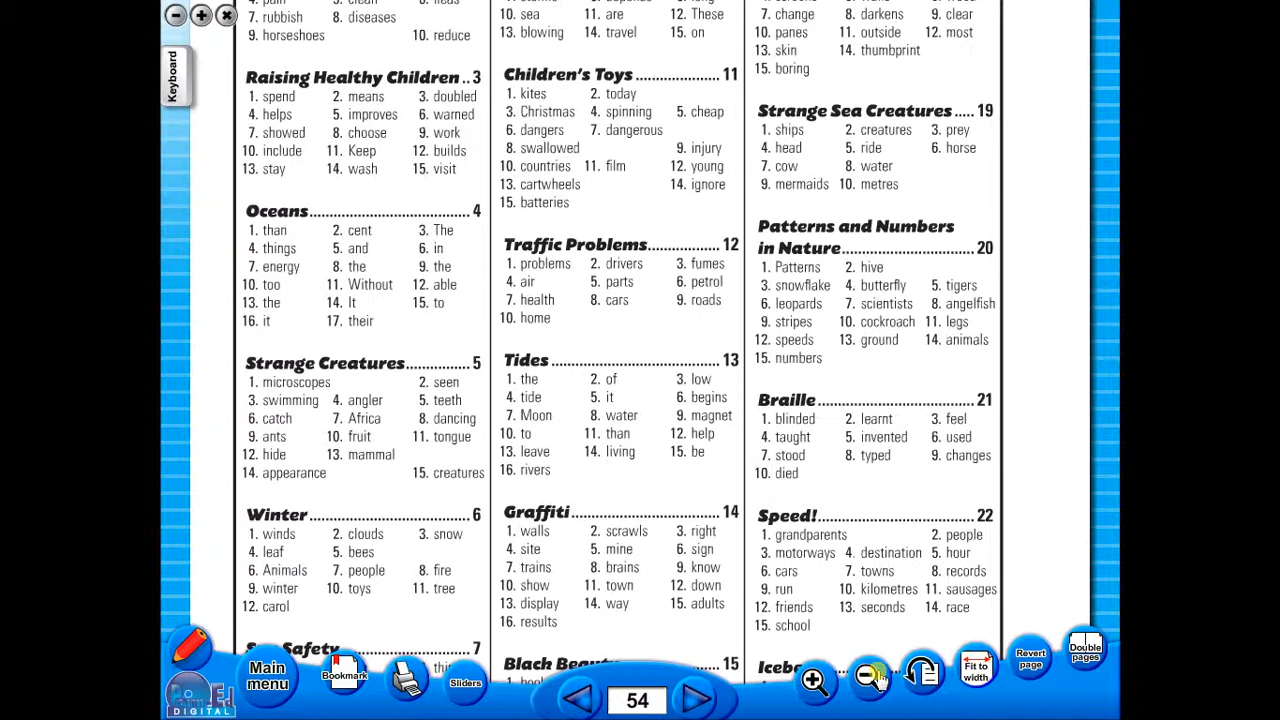 7. rubbish 8. diseases
9. horseshoes 10. reduce
Raising Healthy Children ..3
1. spend 2. means 3. doubled
4. helps 5. improves 6. warned
7. showed 8. choose 9. work
10. include 11. Keep 12. builds
13. stay 14. wash 15. visit
Oceans 4
1. than 2. cent 3. The
4. things 5. and 6. in
7. energy 8. the 9. the
10. too 11. Without 12. able
13. the 14. It 15. to
16. it 17. their
Strange Creatures 5
1. microscopes 2. seen
3. swimming 4. angler 5. teeth
6. catch 7. Africa 8. dancing
9. ants 10. fruit 11. tongue
12. hide 13. mammal
14. appearance 15. creatures
Winter 6
1. winds 2. clouds 3. snow
4. leaf 5. bees
6. Animals 7. people 8. fire
9. winter 10. toys 11. tree
12. carol
Safety 7
10. sea 11. are 12. These
13. blowing 14. travel 15. on
Children's Toys 11
1. kites 2. today
3. Christmas 4. spinning 5. cheap
6. dangers 7. dangerous
8. swallowed 9. injury
10. countries 11. film 12. young
13. cartwheels 14. ignore
15. batteries
Traffic Problems 12
1. problems 2. drivers 3. fumes
4. air 5. parts 6. petrol
7. health 8. cars 9. roads
10. home
Tides 13
1. the 2. of 3. low
4. tide 5. it 6. begins
7. Moon 8. water 9. magnet
10. to 11. than 12. help
13. leave 14. living 15. be
16. rivers
Graffiti 14
1. walls 2. scrawls 3. right
4. site 5. mine 6. sign
7. trains 8. brains 9. know
10. show 11. town 12. down
13. display 14. way 15. adults
16. results
Black 15
7. change 8. darkens 9. clear
10. panes 11. outside 12. most
13. skin 14. thumbprint
15. boring
Strange Sea Creatures ..... 19
1. ships 2. creatures 3. prey
4. head 5. ride 6. horse
7. cow 8. water
9. mermaids 10. metres
Patterns and Numbers
in Nature 20
1. Patterns 2. hive
3. snowflake 4. butterfly 5. tigers
6. leopards 7. scientists 8. angelfish
9. stripes 10. cockroach 11. legs
12. speeds 13. ground 14. animals
15. numbers
Braille 21
1. blinded 2. learnt 3. feel
4. taught 5. invented 6. used
7. stood 8. typed 9. changes
10. died
Speed! 22
1. grandparents 2. people
3. motorways 4. destination 5. hour
6. cars 7. towns 8. records
9. run 10. kilometres 11. sausages
12. friends 13. seconds 14. race
15. school
Keyboard
Main menu
Bookmark
Sliders
54
Fit to width
Revert page
Double pages
DIGITAL